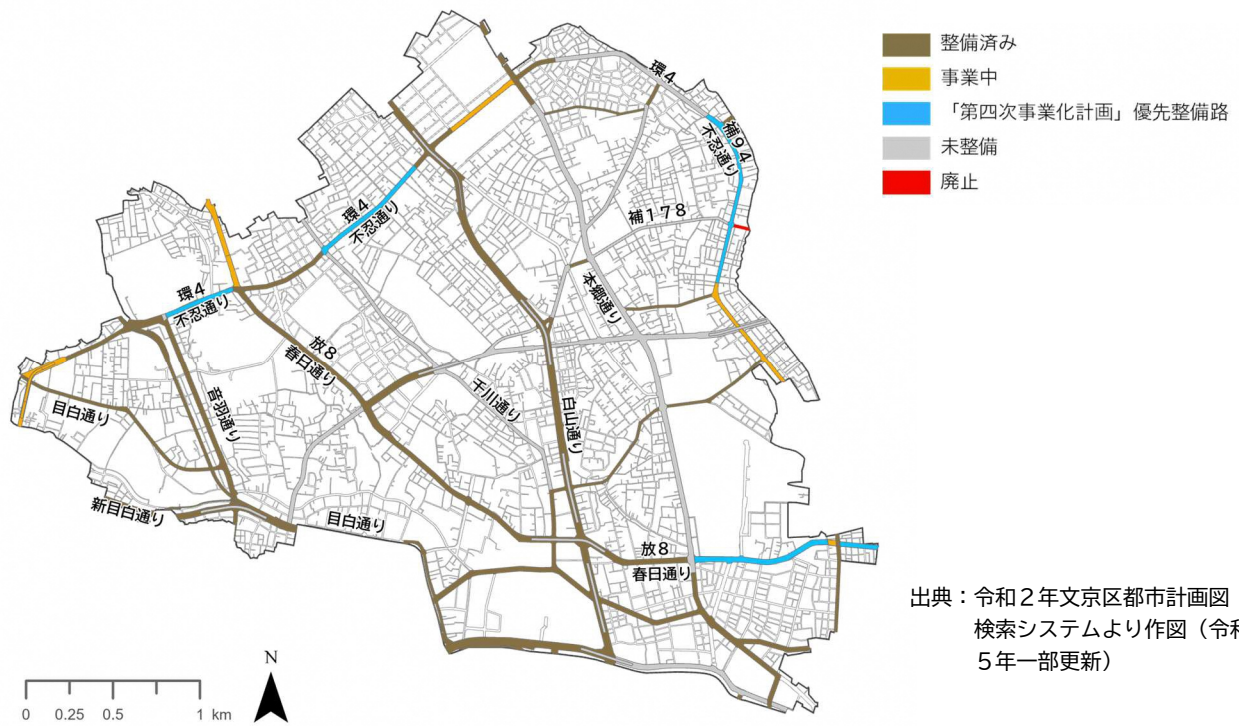 整備済み
事業中
「第四次事業化計画」優先整備路
未整備
廃止
環4
補94
不忍通り
補178
環4
不忍通り
本郷通り
環4
不忍通り
放8
春日通り
千川通り
白山通り
音羽通り
目白通り
新目白通り
目白通り
放8
春日通り
出典：令和２年文京区都市計画図
検索システムより作図（令和
５年一部更新）
N
0 0.25 0.5 1 km